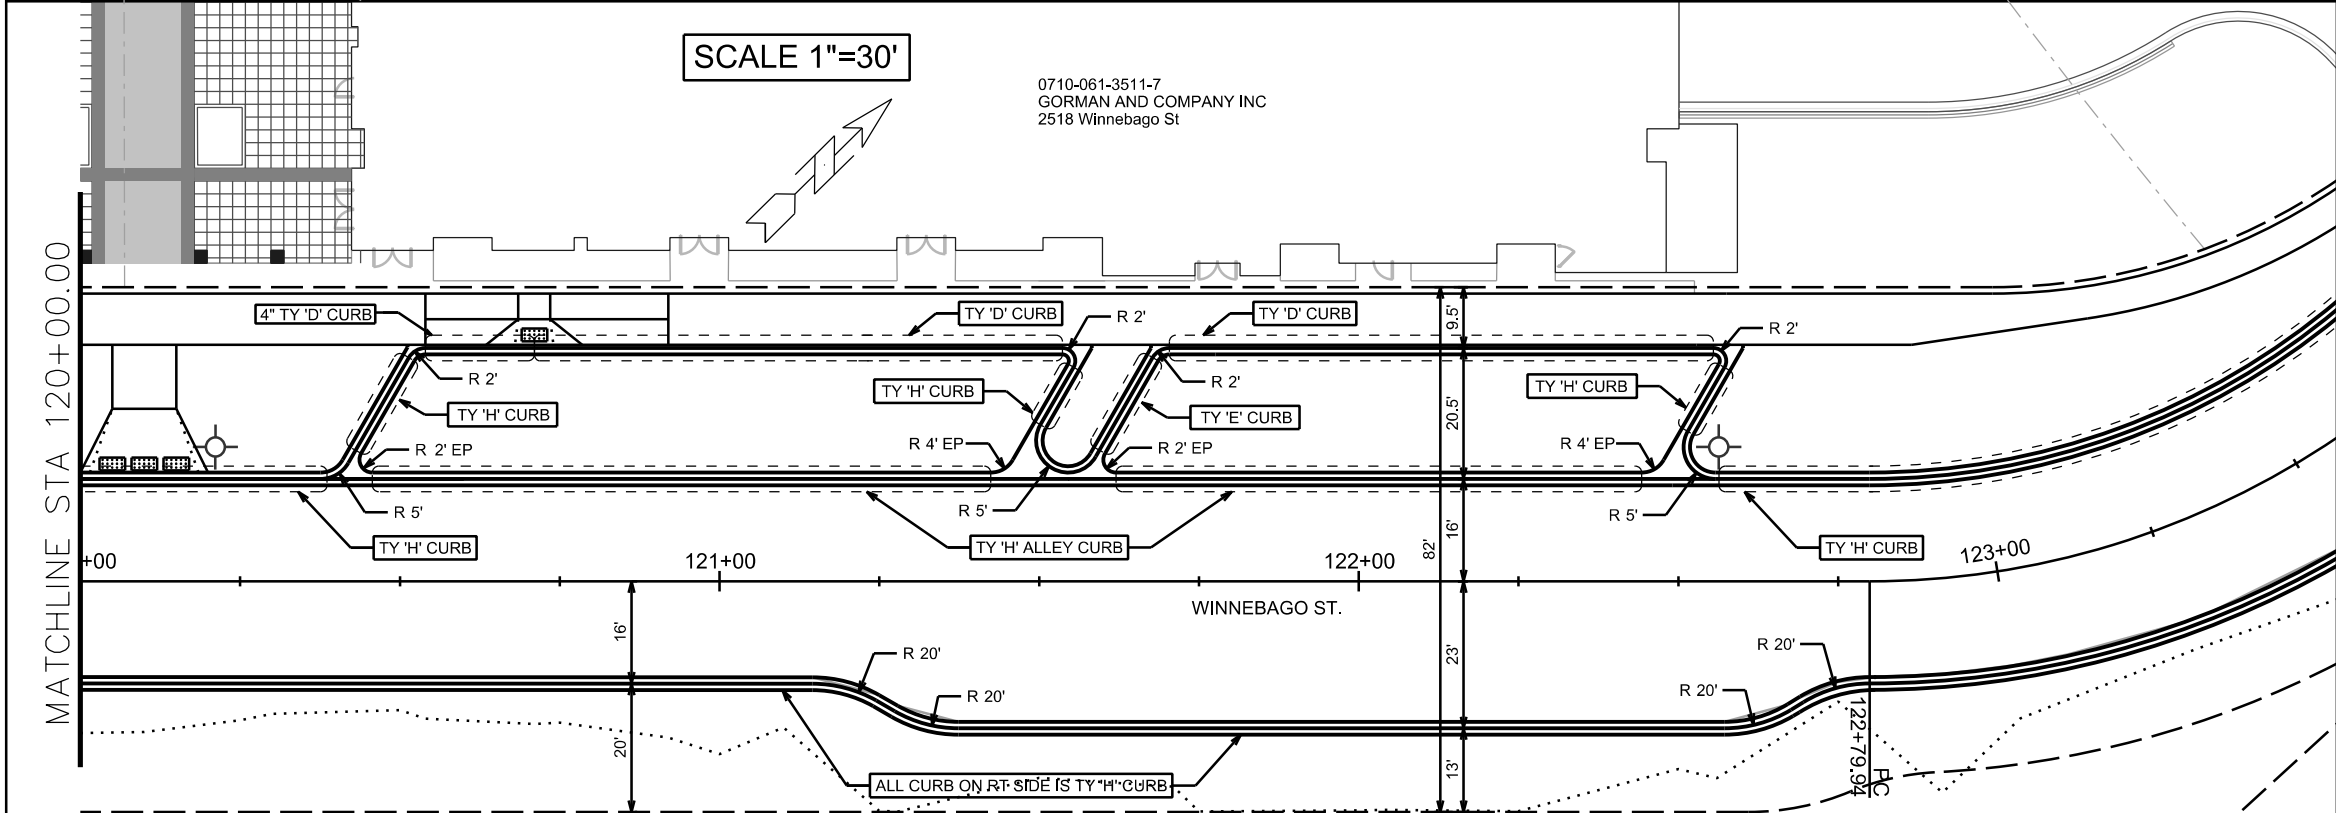 SCALE 1"=30'
0710-061-3511-7
GORMAN AND COMPANY INC
2518 Winnebago St
MATCHLINE STA 120+00.00
4" TY 'D' CURB
TY 'D' CURB
R 2'
TY 'D' CURB
9.5'
R 2'
R 2'
TY 'H' CURB
TY 'H' CURB
R 2'
TY 'E' CURB
20.5'
TY 'H' CURB
R 2' EP
R 4' EP
R 2' EP
R 4' EP
R 5'
R 5'
R 5'
TY 'H' CURB
TY 'H' ALLEY CURB
16'
82'
TY 'H' CURB
+00
121+00
122+00
123+00
WINNEBAGO ST.
16'
R 20'
R 20'
23'
R 20'
R 20'
20'
13'
ALL CURB ON RT SIDE IS TY 'H' CURB
PC
122+79.94